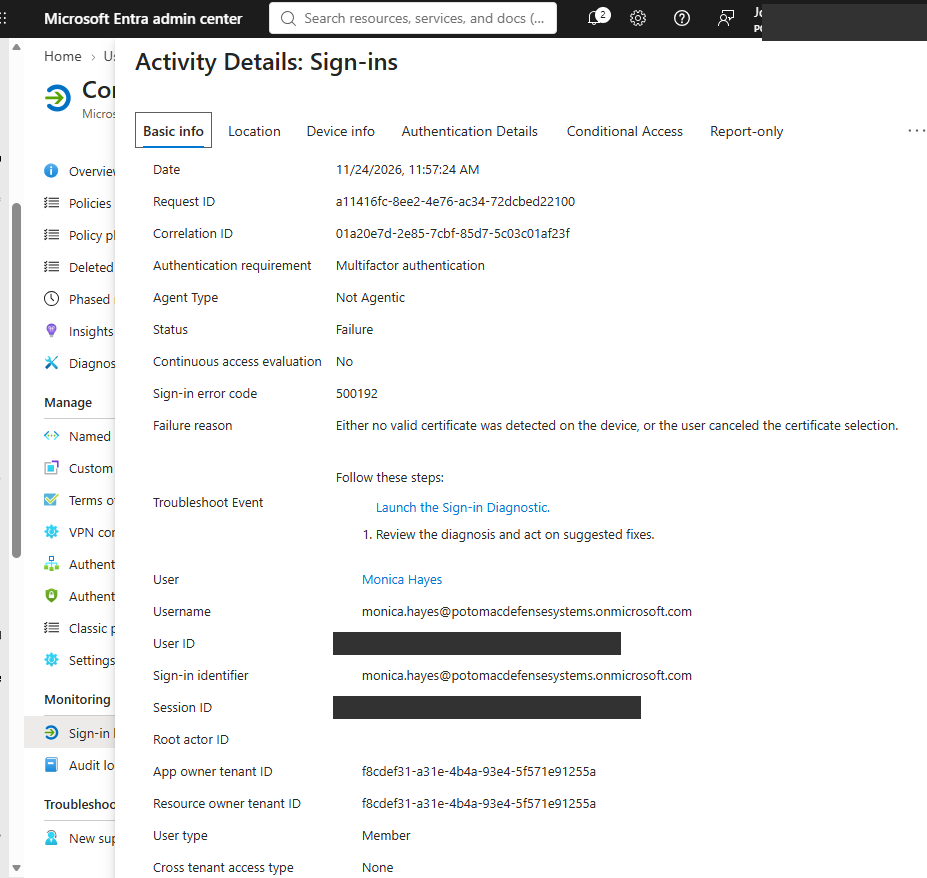 Microsoft Entra admin center
Search resources, services, and docs (...
2
Home
Activity Details: Sign-ins
Basic info
Location
Device info
Authentication Details
Conditional Access
Report-only
...
Overview
Policies
Deleted
Phased
Insights
Diagnos
Manage
Named
Custom
Terms o
VPN con
Authent
Authent
Classic p
Settings
Monitoring
Sign-in
Audit lo
Troubleshoo
New sup
Date 11/24/2026, 11:57:24 AM
Request ID a11416fc-8ee2-4e76-ac34-72dcbed22100
Correlation ID 01a20e7d-2e85-7cbf-85d7-5c03c01af23f
Authentication requirement Multifactor authentication
Agent Type Not Agentic
Status Failure
Continuous access evaluation No
Sign-in error code 500192
Failure reason Either no valid certificate was detected on the device, or the user canceled the certificate selection.
Follow these steps:
Troubleshoot Event
Launch the Sign-in Diagnostic.
1. Review the diagnosis and act on suggested fixes.
User Monica Hayes
Username monica.hayes@potomacdefensesystems.onmicrosoft.com
User ID
Sign-in identifier monica.hayes@potomacdefensesystems.onmicrosoft.com
Session ID
Root actor ID
App owner tenant ID f8cdef31-a31e-4b4a-93e4-5f571e91255a
Resource owner tenant ID f8cdef31-a31e-4b4a-93e4-5f571e91255a
User type Member
Cross tenant access type None